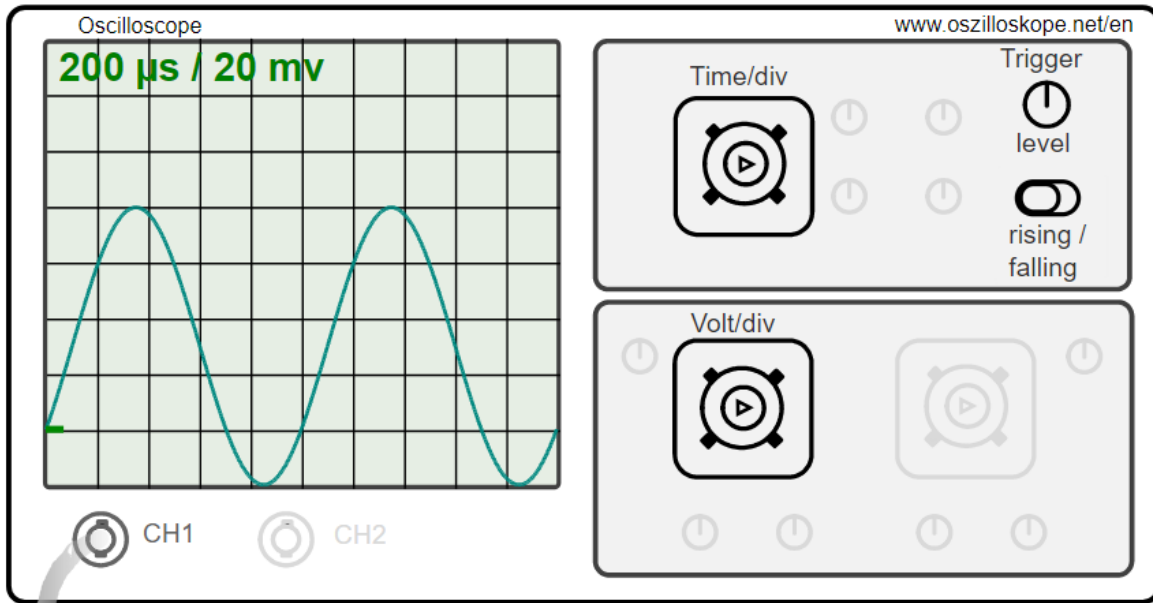 Oscilloscope
www.oszilloskope.net/en
200 µs / 20 mv
Time/div
Trigger
level
rising /
falling
Volt/div
CH1
CH2